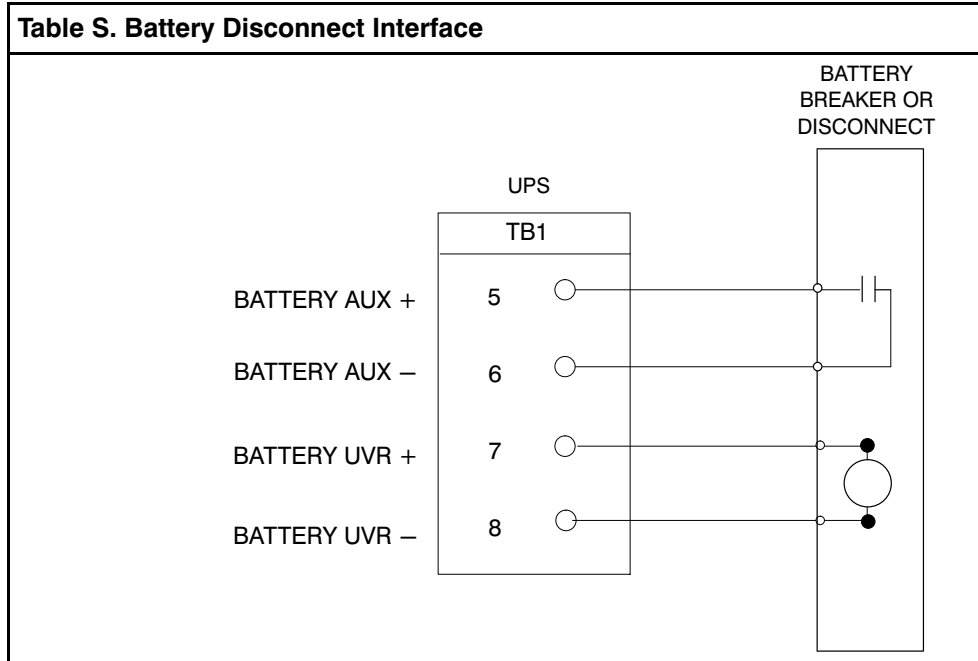 Table S. Battery Disconnect Interface
BATTERY
BREAKER OR
DISCONNECT
UPS
TB1
BATTERY AUX + 5
BATTERY AUX − 6
BATTERY UVR + 7
BATTERY UVR − 8